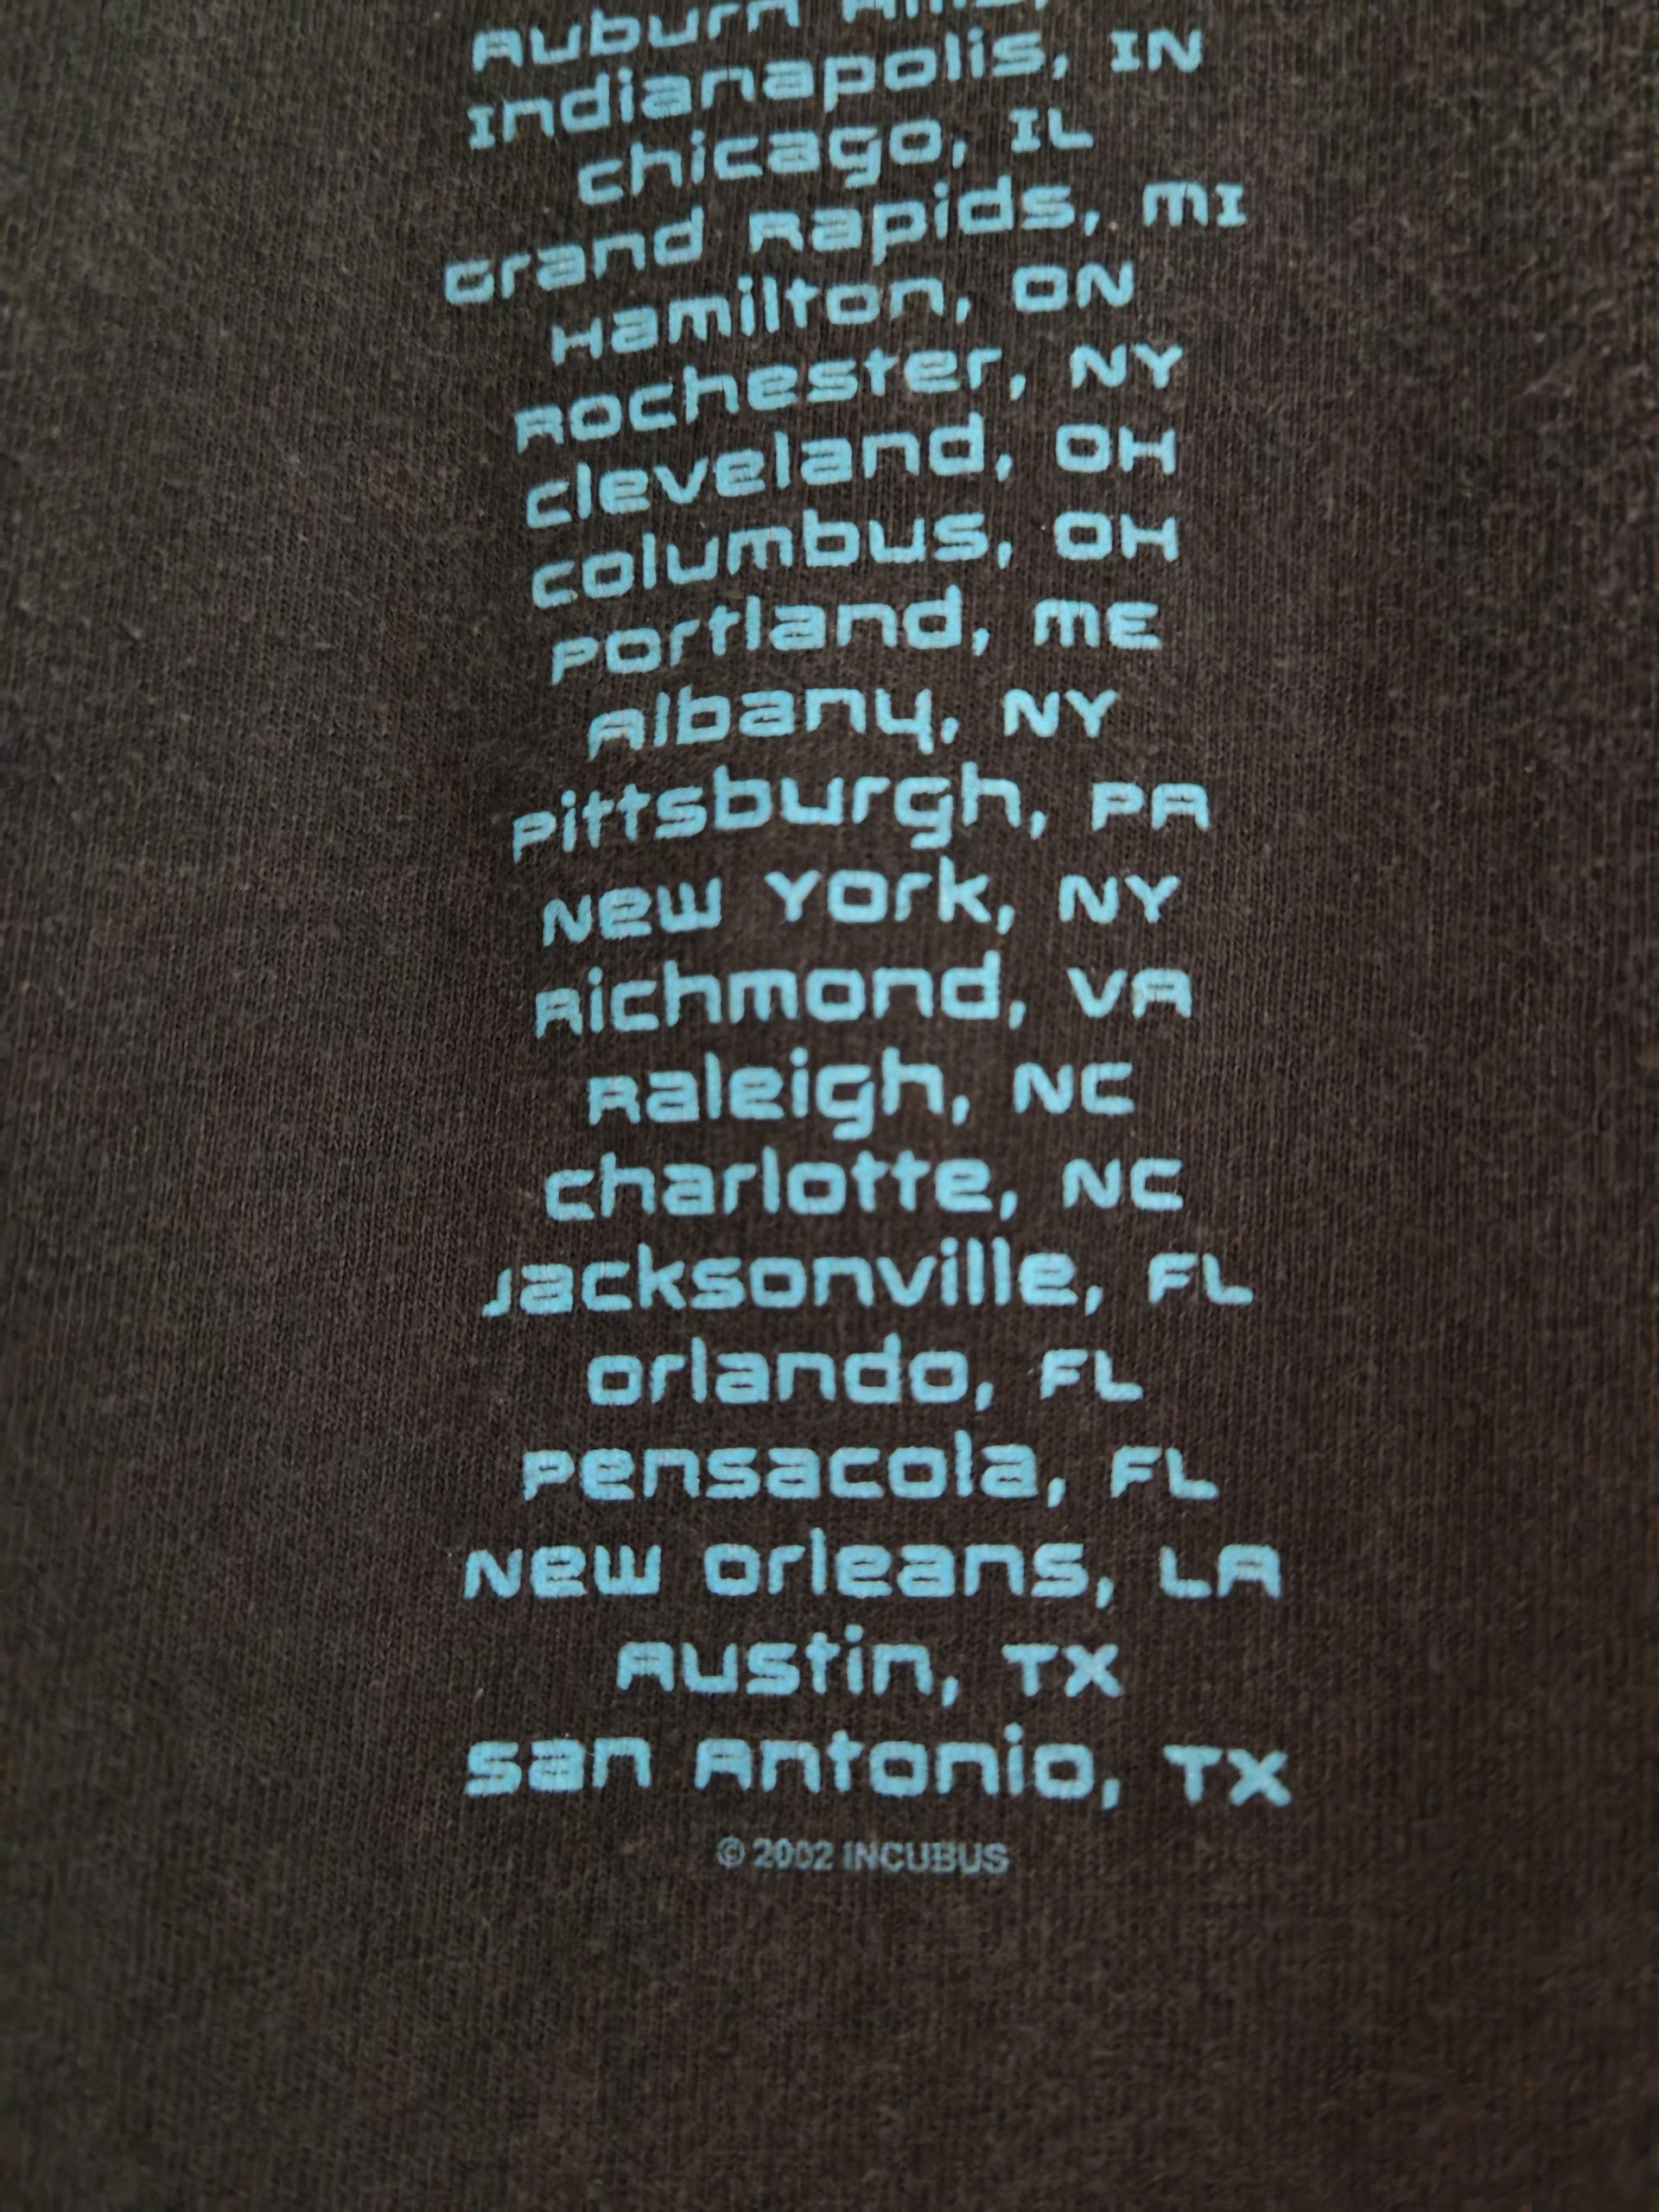 Auburn
Indianapolis, IN
Chicago, IL
Grand Rapids, MI
Hamilton, ON
Rochester, NY
Cleveland, OH
Columbus, OH
Portland, ME
Albany, NY
Pittsburgh, PA
New York, NY
Richmond, VA
Raleigh, NC
Charlotte, NC
Jacksonville, FL
Orlando, FL
Pensacola, FL
New Orleans, LA
Austin, TX
San Antonio, TX
© 2002 INCUBUS